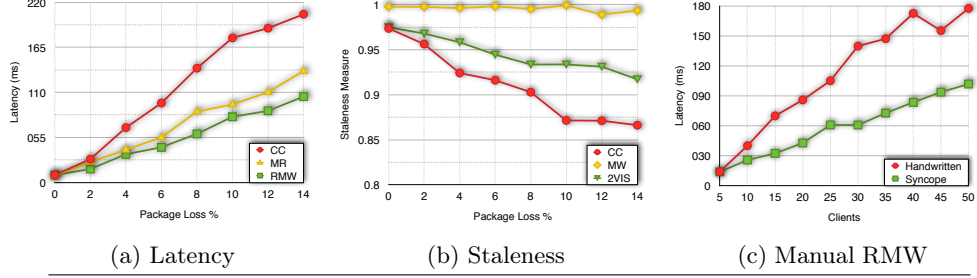 220
165
110
055
0
Latency (ms)
0 2 4 6 8 10 12 14
Package Loss %
CC
MR
RMW
(a) Latency
1
0.95
0.9
0.85
0.8
Staleness Measure
0 2 4 6 8 10 12 14
Package Loss %
CC
MW
2VIS
(b) Staleness
180
150
120
090
060
030
0
Latency (ms)
5 10 15 20 25 30 35 40 45 50
Clients
Handwritten
Syncope
(c) Manual RMW